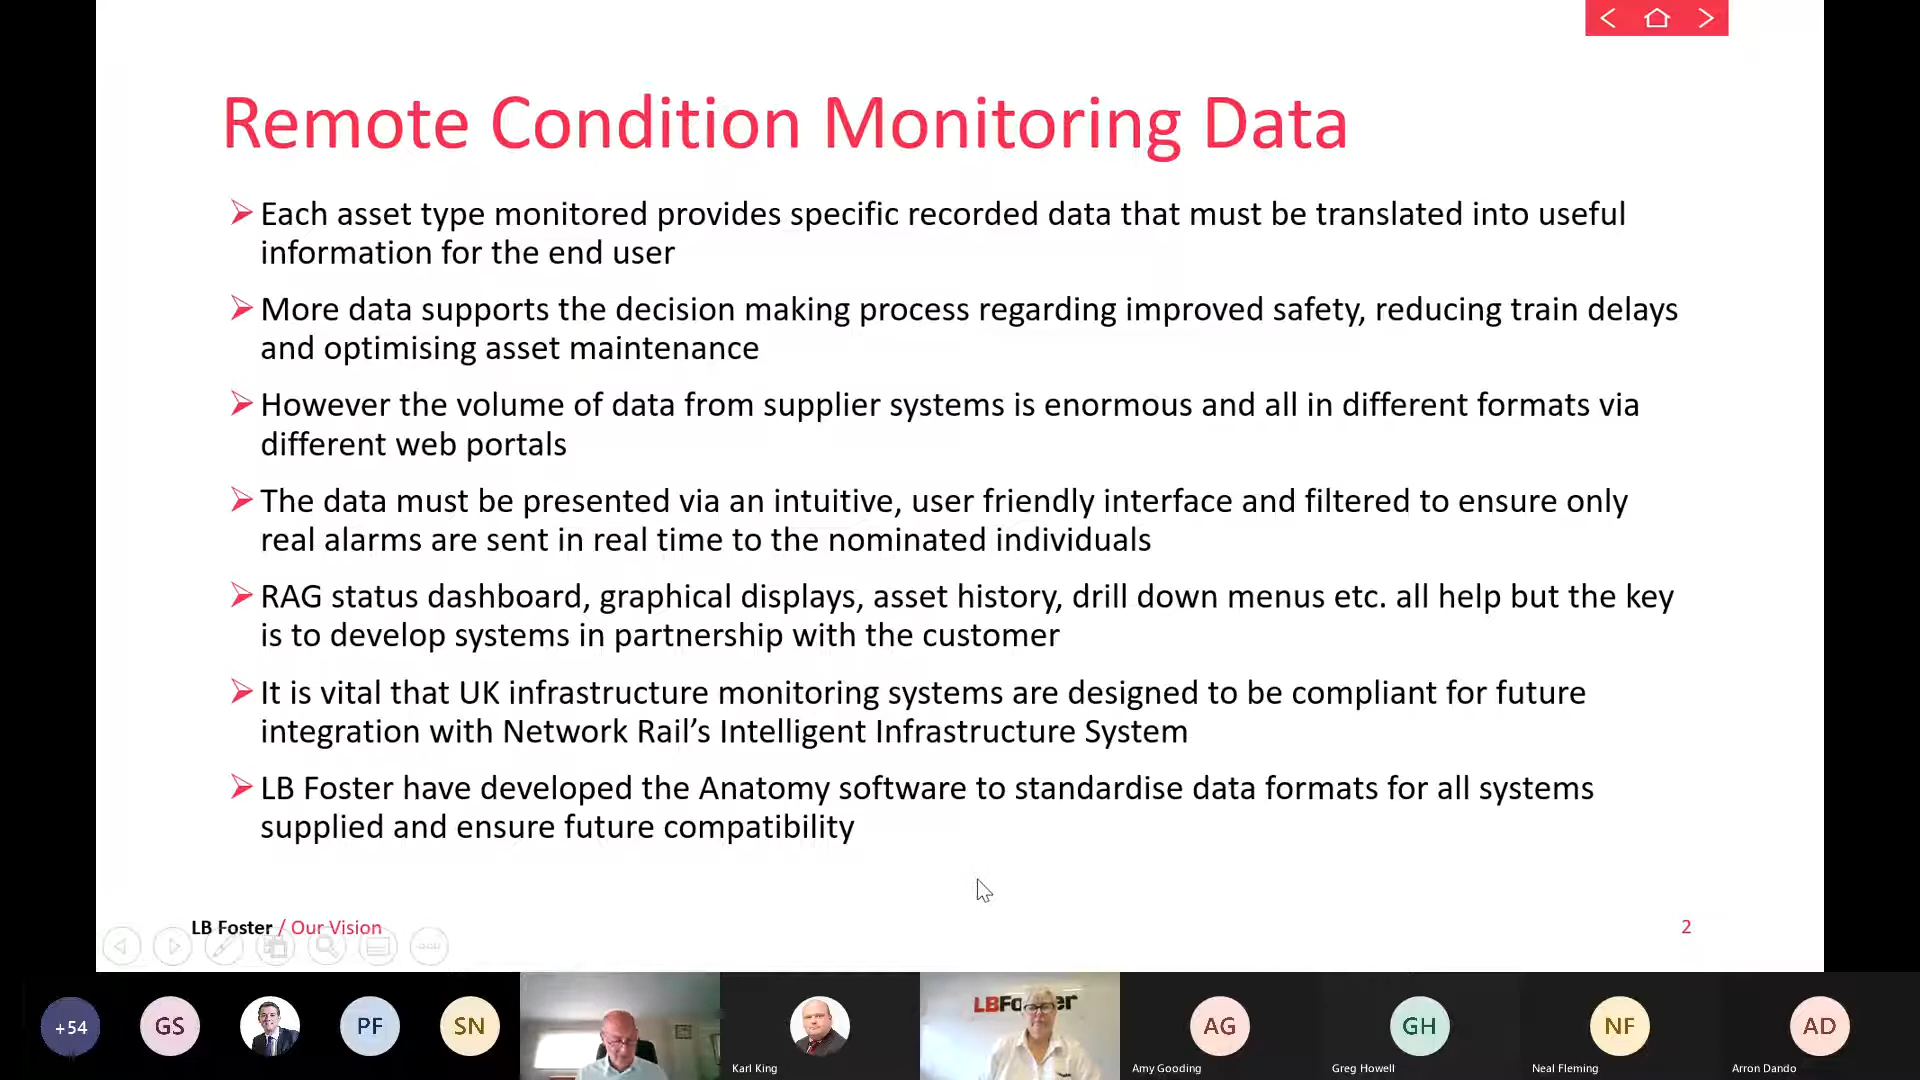 Remote Condition Monitoring Data
➢ Each asset type monitored provides specific recorded data that must be translated into useful
information for the end user
➢ More data supports the decision making process regarding improved safety, reducing train delays
and optimising asset maintenance
➢ However the volume of data from supplier systems is enormous and all in different formats via
different web portals
➢ The data must be presented via an intuitive, user friendly interface and filtered to ensure only
real alarms are sent in real time to the nominated individuals
➢ RAG status dashboard, graphical displays, asset history, drill down menus etc. all help but the key
is to develop systems in partnership with the customer
➢ It is vital that UK infrastructure monitoring systems are designed to be compliant for future
integration with Network Rail’s Intelligent Infrastructure System
➢ LB Foster have developed the Anatomy software to standardise data formats for all systems
supplied and ensure future compatibility
LB Foster / Our Vision
2
+54
GS
PF
SN
Karl King
LBFoster
AG
Amy Gooding
GH
Greg Howell
NF
Neal Fleming
AD
Arron Dando